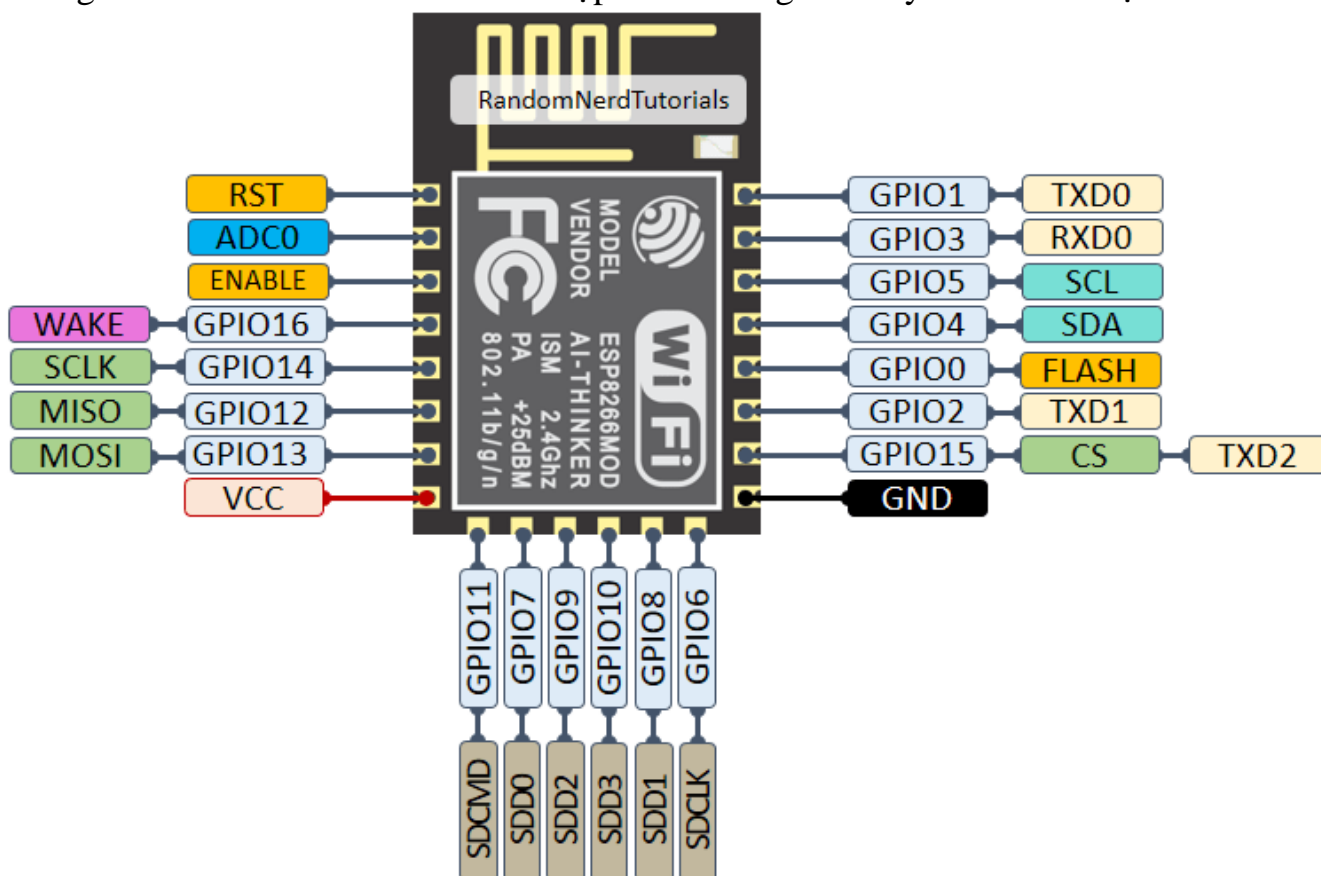 RandomNerdTutorials
RST
ADC0
ENABLE
WAKE GPIO16
SCLK GPIO14
MISO GPIO12
MOSI GPIO13
VCC
MODEL ESP8266MOD
VENDOR AI-THINKER
ISM 2.4Ghz
PA +25dBM
802.11b/g/n
FC
Wi Fi
GPIO1 TXD0
GPIO3 RXD0
GPIO5 SCL
GPIO4 SDA
GPIO0 FLASH
GPIO2 TXD1
GPIO15 CS TXD2
GND
GPIO11 SDCMD
GPIO7 SDD0
GPIO9 SDD2
GPIO10 SDD3
GPIO8 SDD1
GPIO6 SDCLK